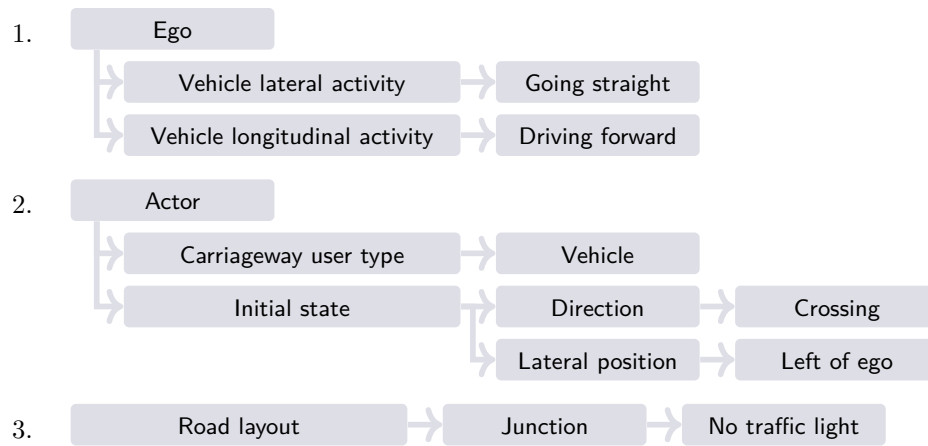 1. Ego
Vehicle lateral activity Going straight
Vehicle longitudinal activity Driving forward
2. Actor
Carriageway user type Vehicle
Initial state Direction Crossing
Lateral position Left of ego
3. Road layout Junction No traffic light